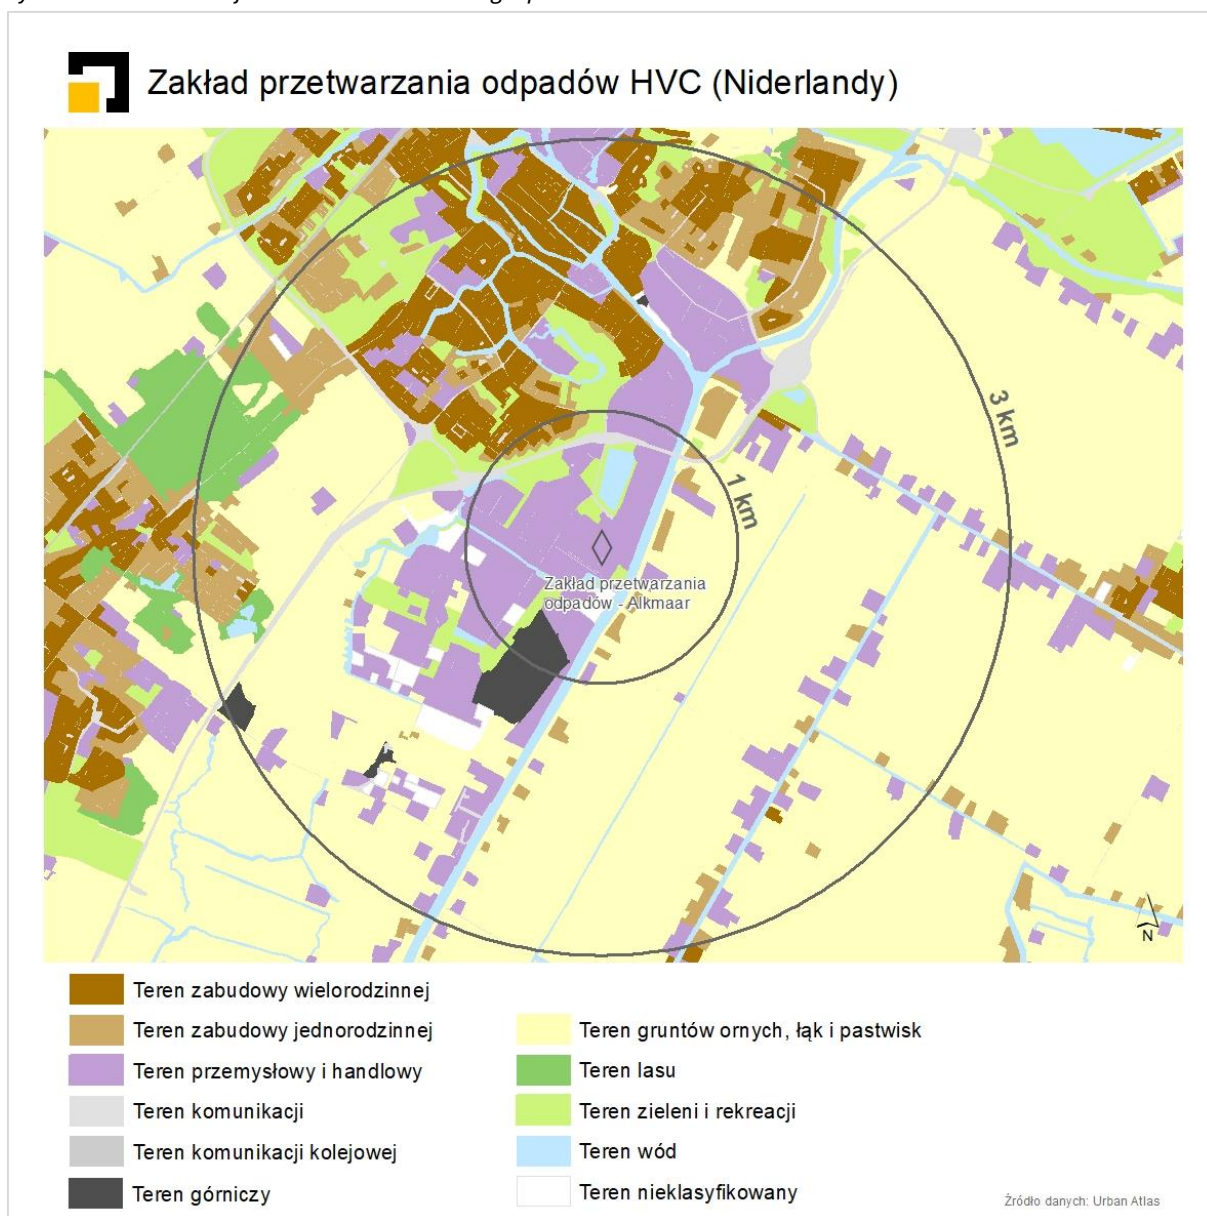 Zakład przetwarzania odpadów HVC (Niderlandy)
3 km
1 km
Zakład przetwarzania
odpadów - Alkmaar
N
Teren zabudowy wielorodzinnej
Teren zabudowy jednorodzinnej
Teren przemysłowy i handlowy
Teren komunikacji
Teren komunikacji kolejowej
Teren górniczy
Teren gruntów ornych, łąk i pastwisk
Teren lasu
Teren zieleni i rekreacji
Teren wód
Teren nieklasyfikowany
Źródło danych: Urban Atlas